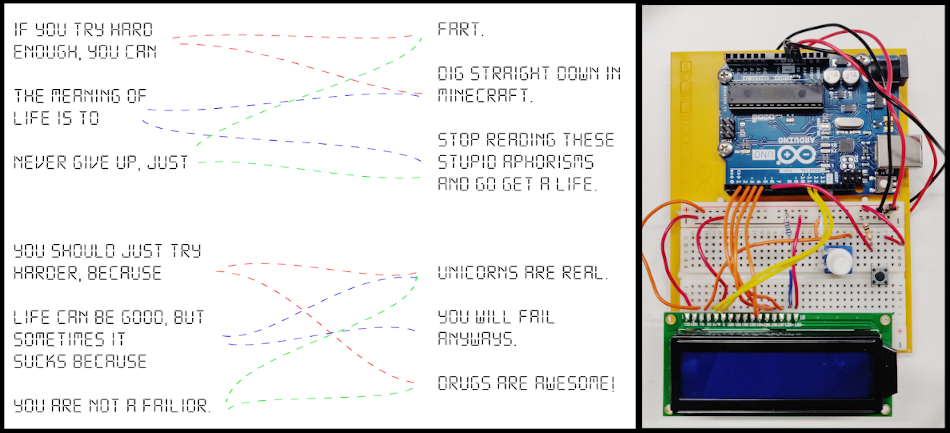 IF YOU TRY HARD
ENOUGH, YOU CAN
THE MEANING OF
LIFE IS TO
NEVER GIVE UP, JUST
FART.
DIG STRAIGHT DOWN IN
MINECRAFT.
STOP READING THESE
STUPID APHORISMS
AND GO GET A LIFE.
YOU SHOULD JUST TRY
HARDER, BECAUSE
LIFE CAN BE GOOD, BUT
SOMETIMES IT
SUCKS BECAUSE
YOU ARE NOT A FAILIOR.
UNICORNS ARE REAL.
YOU WILL FAIL
ANYWAYS.
DRUGS ARE AWESOME!
UNO
ARDUINO